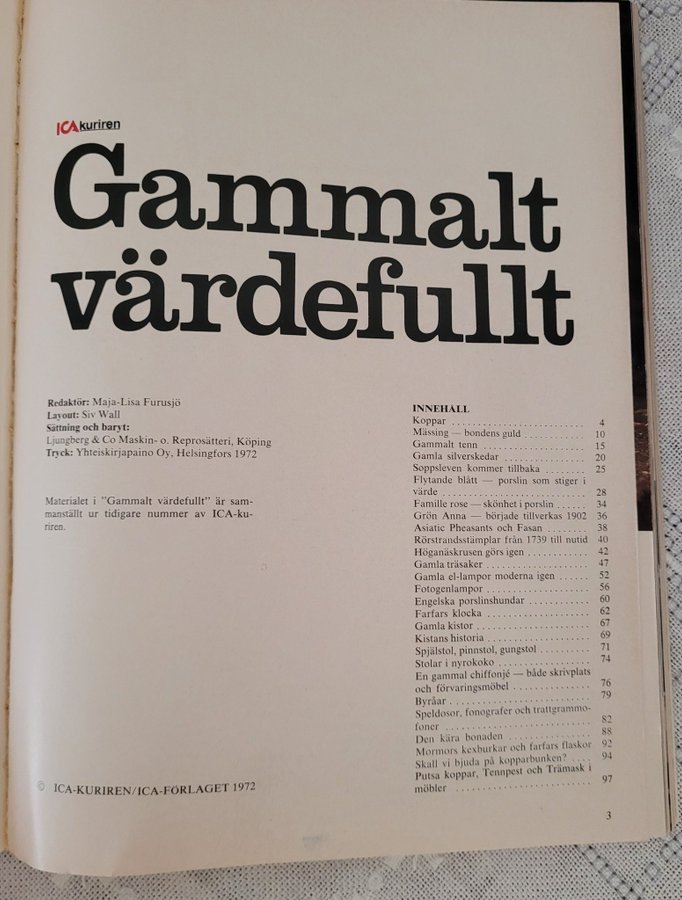 ICA kuriren
Gammalt
värdefullt
Redaktör: Maja-Lisa Furusjö
Layout: Siv Wall
Sättning och baryt:
Ljungberg & Co Maskin- o. Reprosätteri, Köping
Tryck: Yhteiskirjapaino Oy, Helsingfors 1972
Materialet i "Gammalt värdefullt" är sam-
manställt ur tidigare nummer av ICA-ku-
riren.
© ICA-KURIREN/ICA-FÖRLAGET 1972
INNEHÅLL
Koppar . . . . . . . . . . 4
Mässing — bondens guld . . . . . . . . . . 10
Gammalt tenn . . . . . . . . . . 15
Gamla silverskedar . . . . . . . . . . 20
Soppsleven kommer tillbaka . . . . . . . . . . 25
Flytande blått — porslin som stiger i
värde . . . . . . . . . . 28
Famille rose — skönhet i porslin . . . . . 34
Grön Anna — började tillverkas 1902 36
Asiatic Pheasants och Fasan . . . . . . . . 38
Rörstrandsstämplar från 1739 till nutid 40
Höganäskrusen görs igen . . . . . . . . . . 42
Gamla träsaker . . . . . . . . . . 47
Gamla el-lampor moderna igen . . . . . . 52
Fotogenlampor . . . . . . . . . . 56
Engelska porslinshundar . . . . . . . . . . 60
Farfars klocka . . . . . . . . . . 62
Gamla kistor . . . . . . . . . . 67
Kistans historia . . . . . . . . . . 69
Spjälstol, pinnstol, gungstol . . . . . . . . . . 71
Stolar i nyrokoko . . . . . . . . . . 74
En gammal chiffonjé — både skrivplats
och förvaringsmöbel . . . . . . . . . . 76
Byråar . . . . . . . . . . 79
Speldosor, fonografer och trattgrammo-
foner . . . . . . . . . . 82
Den kära bonaden . . . . . . . . . . 88
Mormors kexburkar och farfars flaskor 92
Skall vi bjuda på kopparbunken? . . . . 94
Putsa koppar, Tennpest och Trämask i
möbler . . . . . . . . . . 97
3